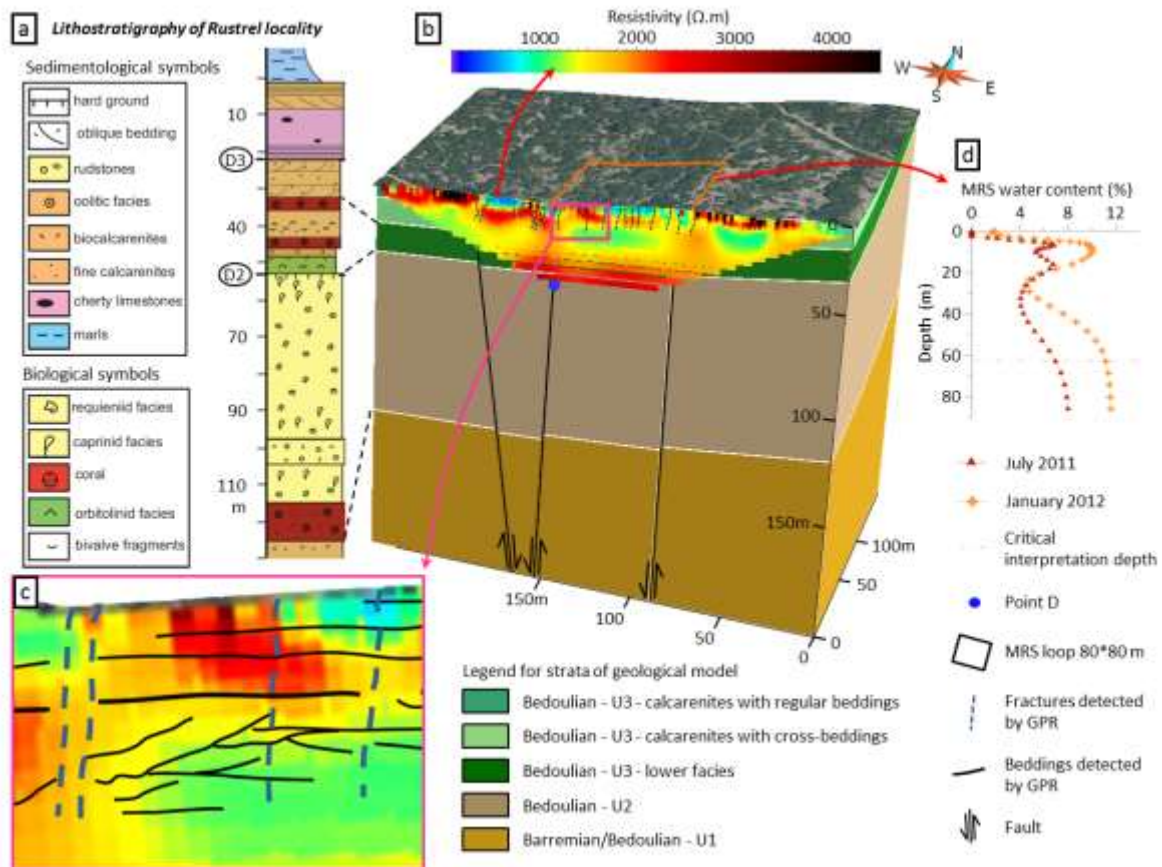 a
Lithostratigraphy of Rustrel locality
Sedimentological symbols
hard ground
oblique bedding
rudstones
oolitic facies
biocalcarenites
fine calcarenites
cherty limestones
marls
Biological symbols
requieniid facies
caprinid facies
coral
orbitolinid facies
bivalve fragments
10
D3
40
D2
70
90
110
m
b
Resistivity (Ω.m)
1000 2000 3000 4000
W N
S E
50
100
150m
100m
50
0
150m
100
50
0
d
MRS water content (%)
0 4 8 12
0
20
40
60
80
Depth (m)
July 2011
January 2012
Critical
interpretation depth
Point D
MRS loop 80*80 m
Fractures detected
by GPR
Beddings detected
by GPR
Fault
c
Legend for strata of geological model
Bedoulian - U3 - calcarenites with regular beddings
Bedoulian - U3 - calcarenites with cross-beddings
Bedoulian - U3 - lower facies
Bedoulian - U2
Barremian/Bedoulian - U1